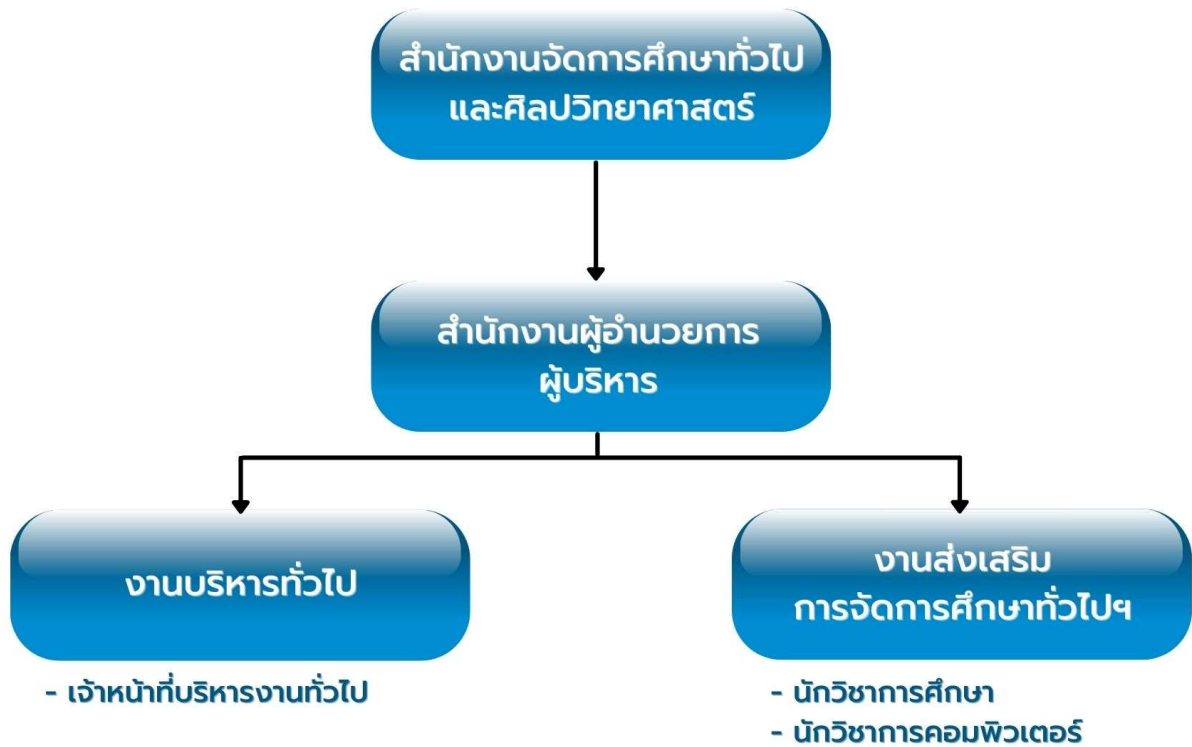 สำนักงานจัดการศึกษาทั่วไป
และศิลปวิทยาศาสตร์
สำนักงานผู้อำนวยการ
ผู้บริหาร
งานบริหารทั่วไป
- เจ้าหน้าที่บริหารงานทั่วไป
งานส่งเสริม
การจัดการศึกษาทั่วไปฯ
- นักวิชาการศึกษา
- นักวิชาการคอมพิวเตอร์